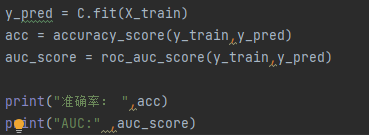 y_pred = C.fit(X_train)
acc = accuracy_score(y_train,y_pred)
auc_score = roc_auc_score(y_train,y_pred)
print("准确率： ",acc)
print("AUC:" ,auc_score)